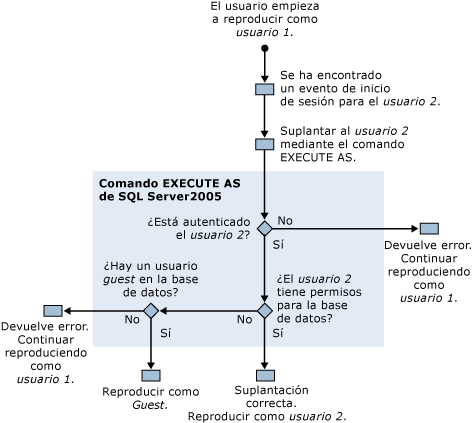 El usuario empieza
a reproducir como
usuario 1.
Se ha encontrado
un evento de inicio
de sesión para el usuario 2.
Suplantar al usuario 2
mediante el comando
EXECUTE AS.
Comando EXECUTE AS
de SQL Server2005
¿Está autenticado
el usuario 2?
No
Sí
Devuelve error.
Continuar
reproduciendo
como
usuario 1.
¿El usuario 2
tiene permisos
para la base
de datos?
No
Sí
¿Hay un usuario
guest en la base
de datos?
No
Sí
Devuelve error.
Continuar
reproduciendo
como
usuario 1.
Reproducir como
Guest.
Suplantación
correcta.
Reproducir como usuario 2.